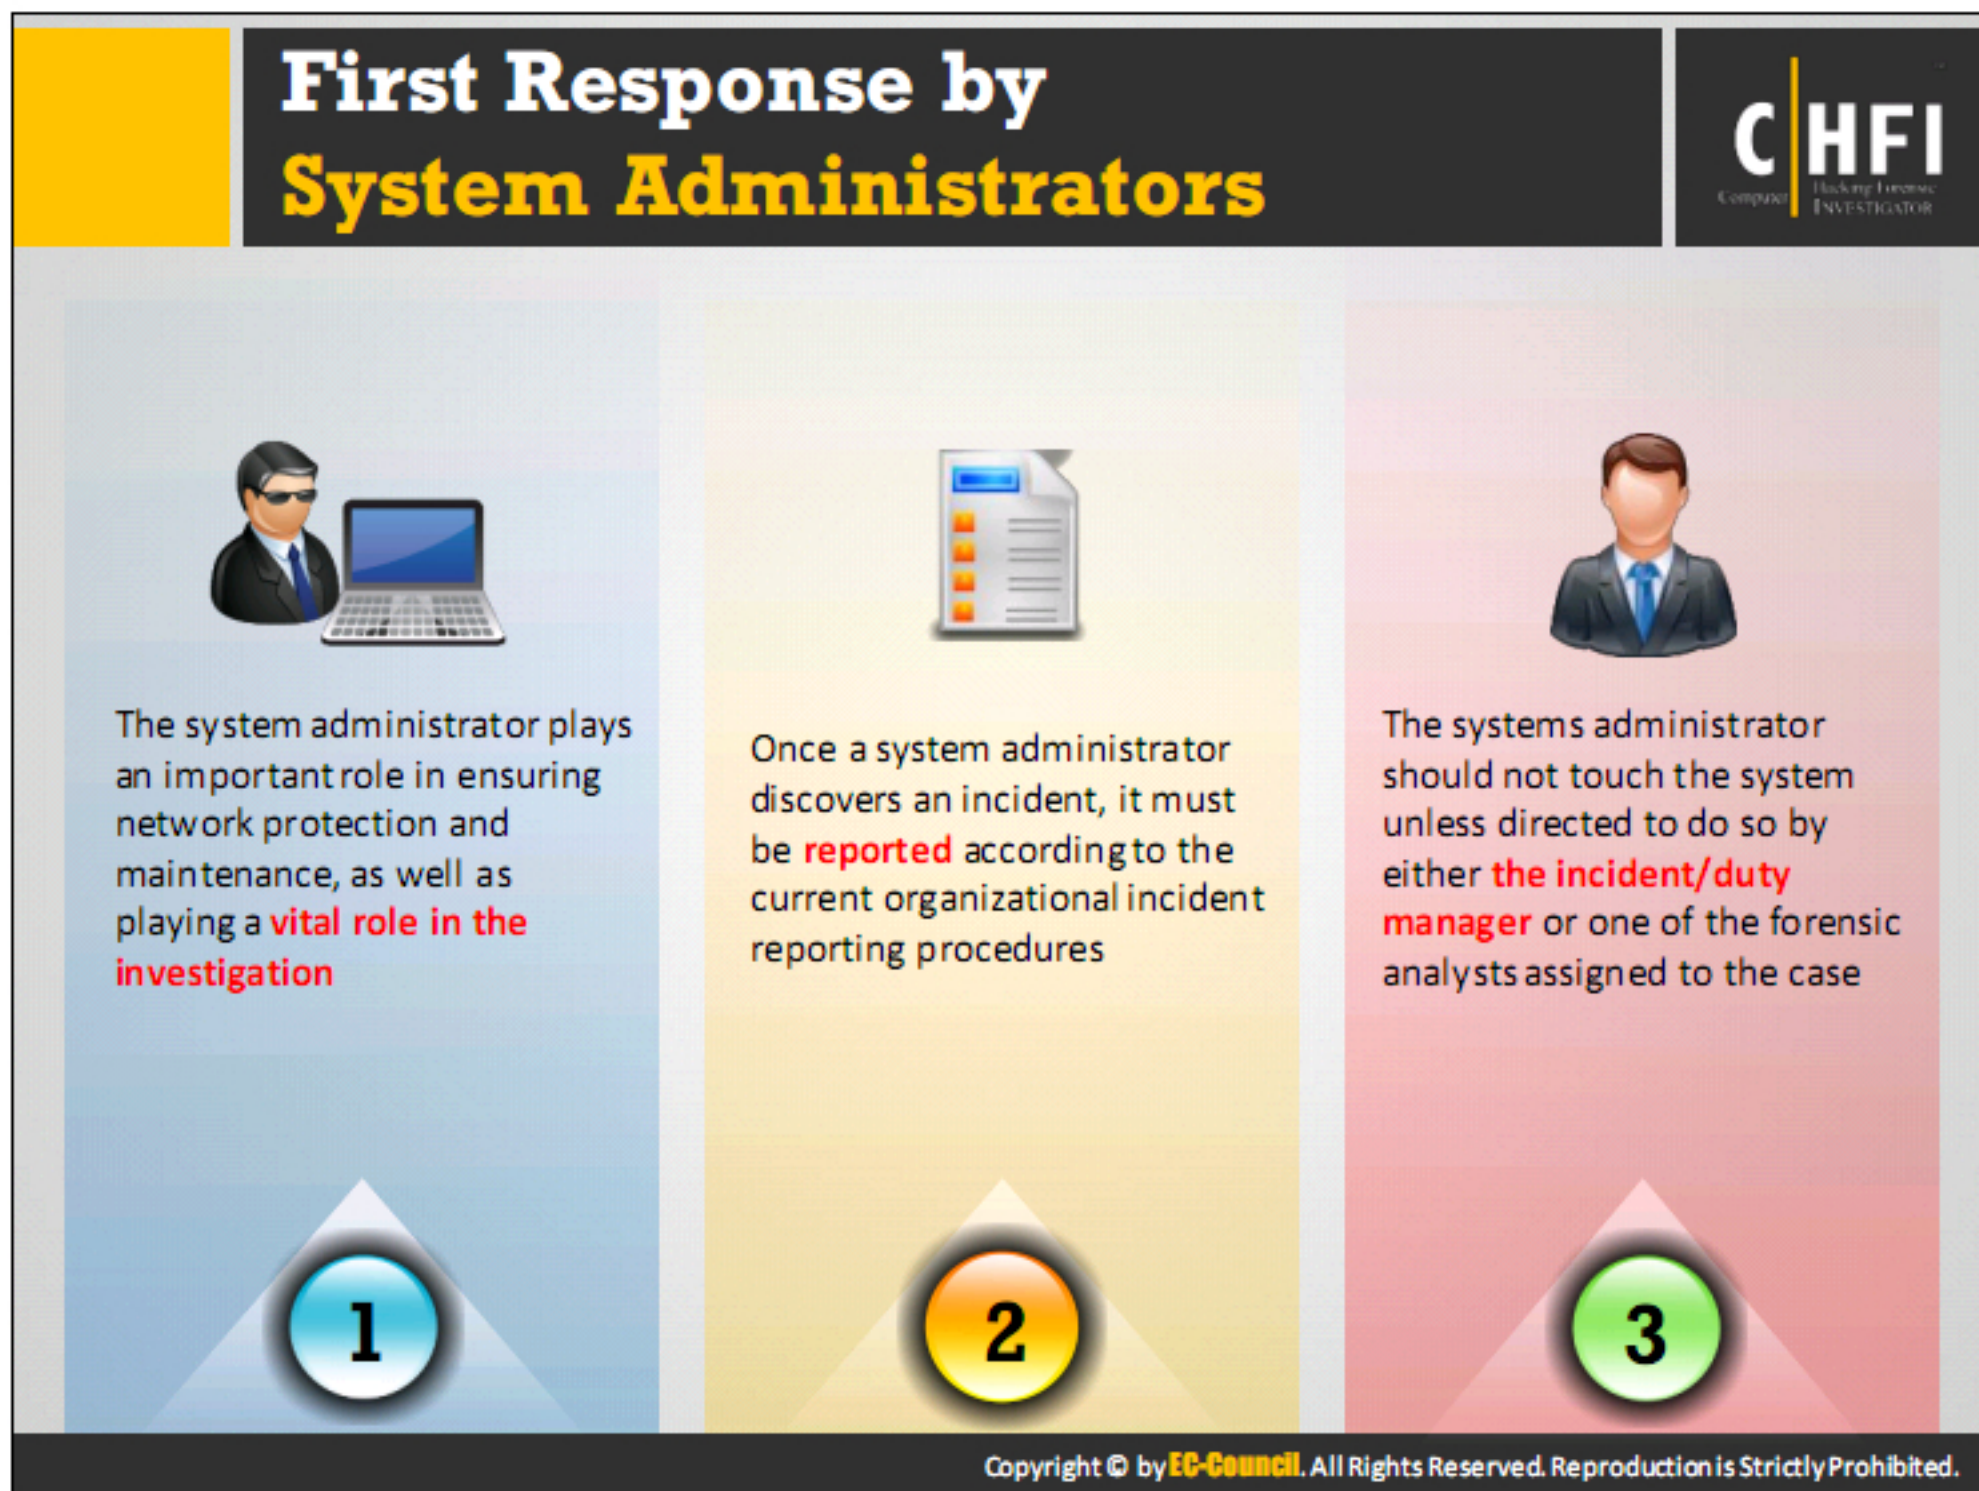 First Response by
System Administrators
C HFI
Computer
Hacking Forensic
INVESTIGATOR
The system administrator plays
an important role in ensuring
network protection and
maintenance, as well as
playing a vital role in the
investigation
Once a system administrator
discovers an incident, it must
be reported according to the
current organizational incident
reporting procedures
The systems administrator
should not touch the system
unless directed to do so by
either the incident/duty
manager or one of the forensic
analysts assigned to the case
1
2
3
Copyright © by EC-Council. All Rights Reserved. Reproduction is Strictly Prohibited.